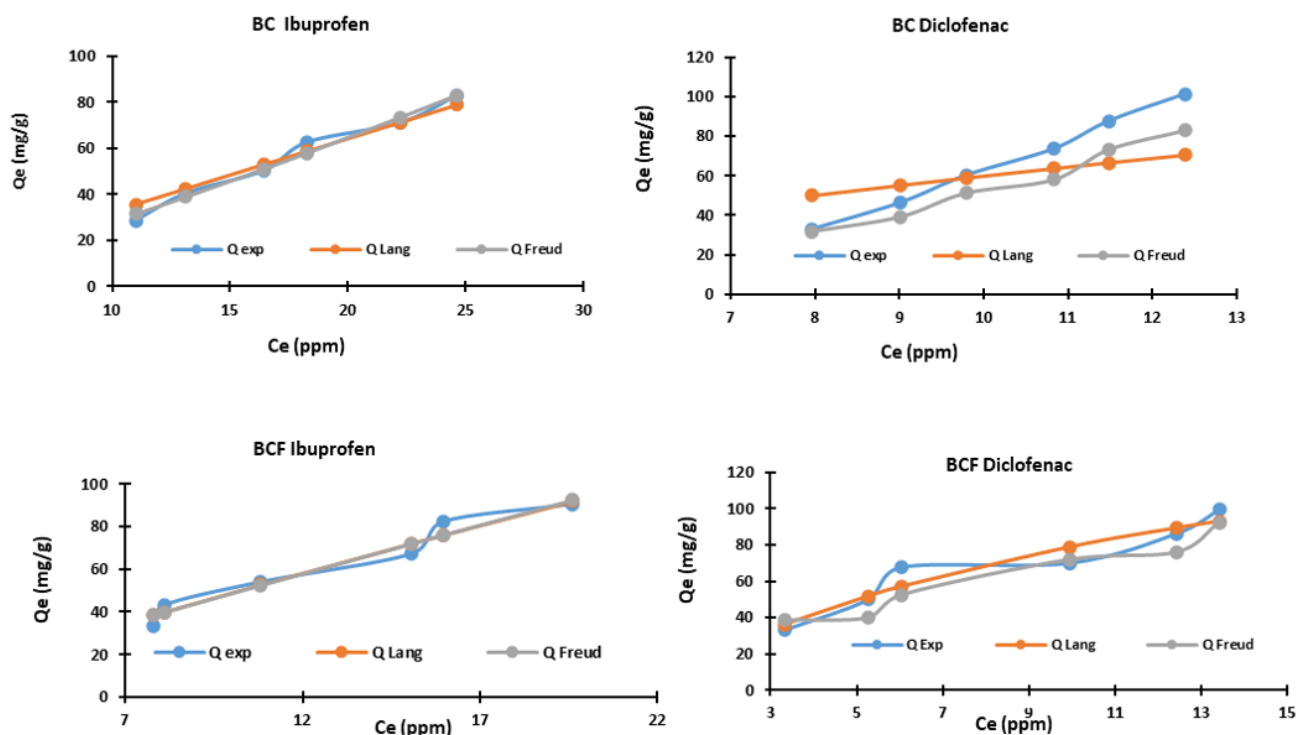 BC Ibuprofen
Qe (mg/g)
100
80
60
40
20
0
Q exp Q Lang Q Freud
10 15 20 25 30
Ce (ppm)
BC Diclofenac
Qe (mg/g)
120
100
80
60
40
20
0
Q exp Q Lang Q Freud
7 8 9 10 11 12 13
Ce (ppm)
BCF Ibuprofen
Qe (mg/g)
100
80
60
40
20
0
Q exp Q Lang Q Freud
7 12 17 22
Ce (ppm)
BCF Diclofenac
Qe (mg/g)
120
100
80
60
40
20
0
Q Exp Q Lang Q Freud
3 5 7 9 11 13 15
Ce (ppm)